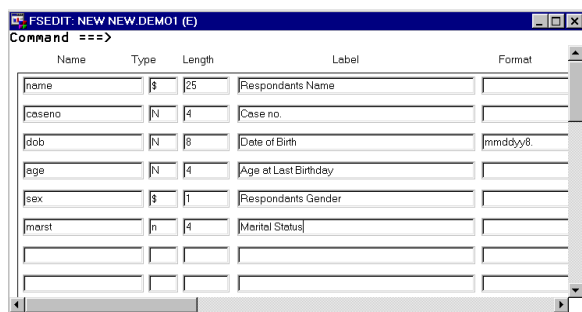 FSEDIT: NEW NEW.DEMO1 (E)
Command ===>
Name Type Length Label Format
name $ 25 Respondants Name
caseno N 4 Case no.
dob N 8 Date of Birth mmddyy8.
age N 4 Age at Last Birthday
sex $ 1 Respondants Gender
marst n 4 Marital Status